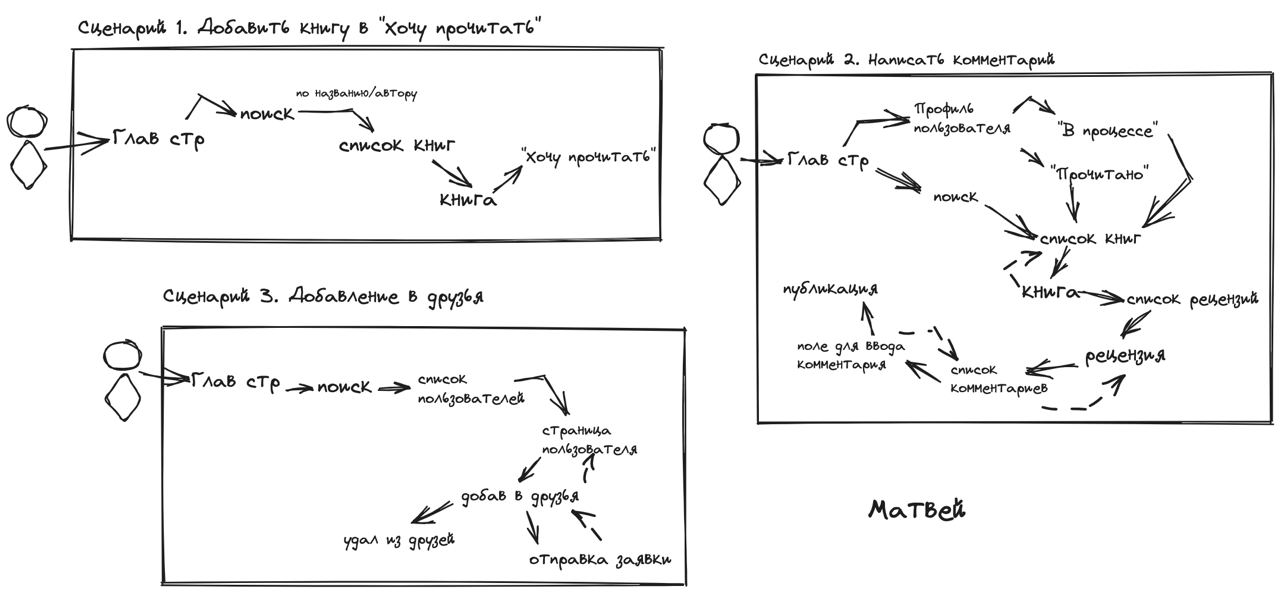 Сценарий 1. Добавить книгу в "Хочу прочитать"
Глав стр
поиск
по названию/автору
список книг
книга
"Хочу прочитать"
Сценарий 2. Написать комментарий
Глав стр
Профиль
пользователя
"В процессе"
"Прочитано"
поиск
список книг
книга
список рецензий
рецензия
список
комментариев
поле для ввода
комментария
публикация
Сценарий 3. Добавление в друзья
Глав стр
поиск
список
пользователей
страница
пользователя
добав в друзья
удал из друзей
отправка заявки
Матвей